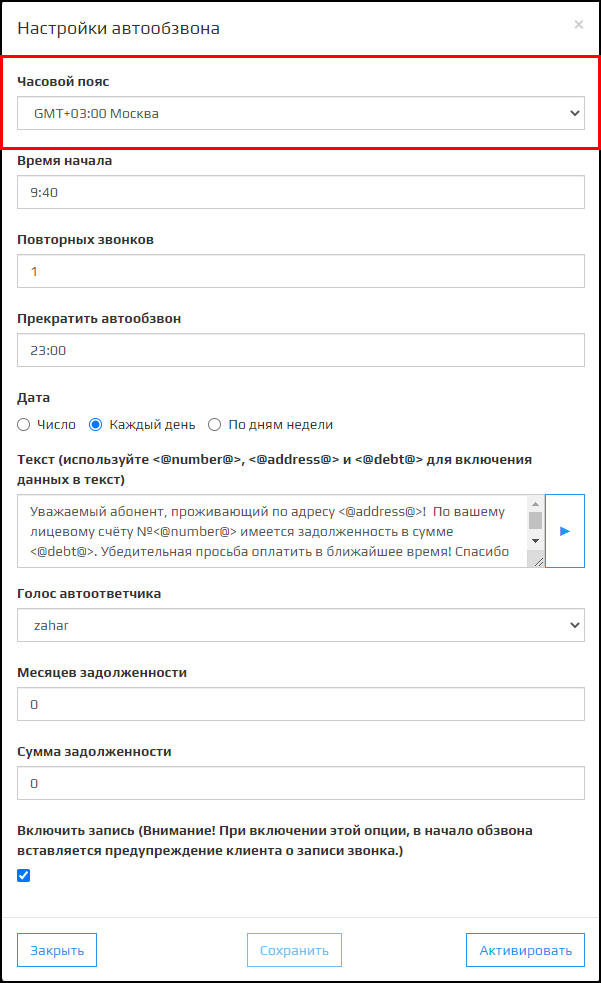 Настройки автообзвона
×
Часовой пояс
GMT+03:00 Москва
Время начала
9:40
Повторных звонков
1
Прекратить автообзвон
23:00
Дата
Число Каждый день По дням недели
Текст (используйте <@number@>, <@address@> и <@debt@> для включения
данных в текст)
Уважаемый абонент, проживающий по адресу <@address@>!  По вашему
лицевому счёту №<@number@> имеется задолженность в сумме
<@debt@>. Убедительная просьба оплатить в ближайшее время! Спасибо
Голос автоответчика
zahar
Месяцев задолженности
0
Сумма задолженности
0
Включить запись (Внимание! При включении этой опции, в начало обзвона
вставляется предупреждение клиента о записи звонка.)
Закрыть Сохранить Активировать